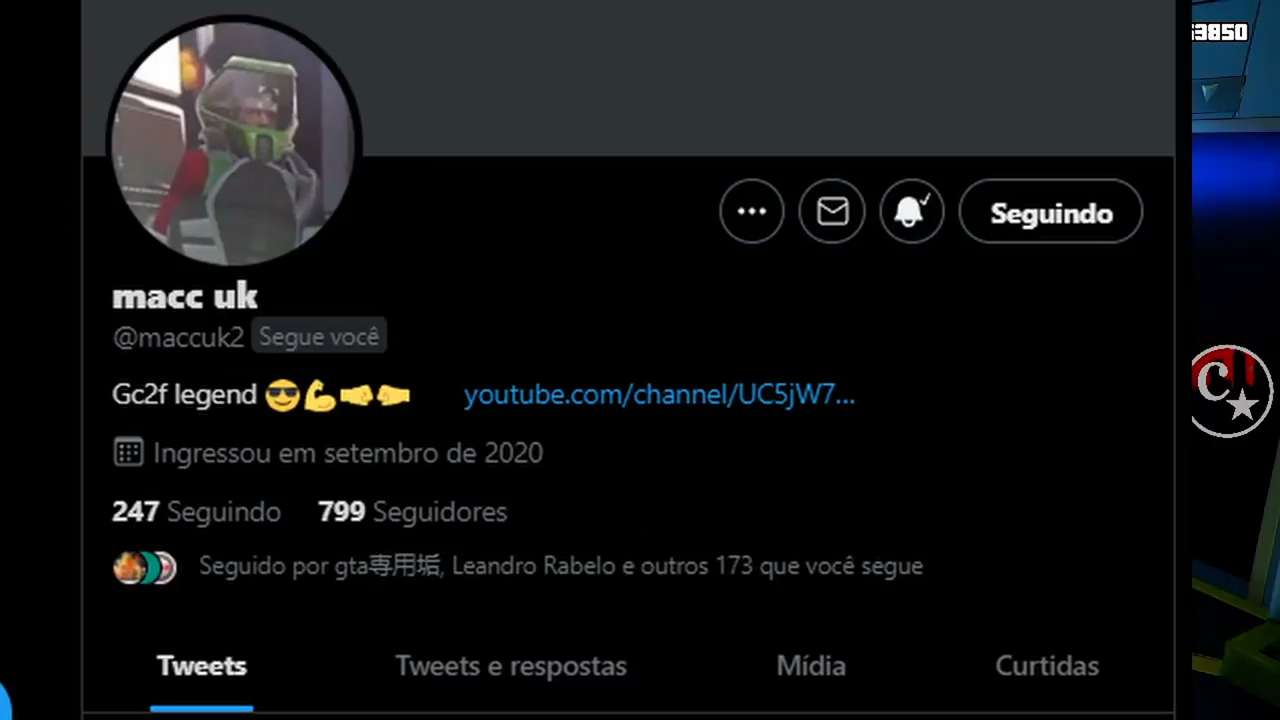 53850
Seguindo
macc uk
@maccuk2 Segue você
Gc2f legend 😎💪🤜🤛 youtube.com/channel/UC5jW7...
Ingressou em setembro de 2020
247 Seguindo 799 Seguidores
Seguido por gta専用垢, Leandro Rabelo e outros 173 que você segue
Tweets Tweets e respostas Mídia Curtidas
C